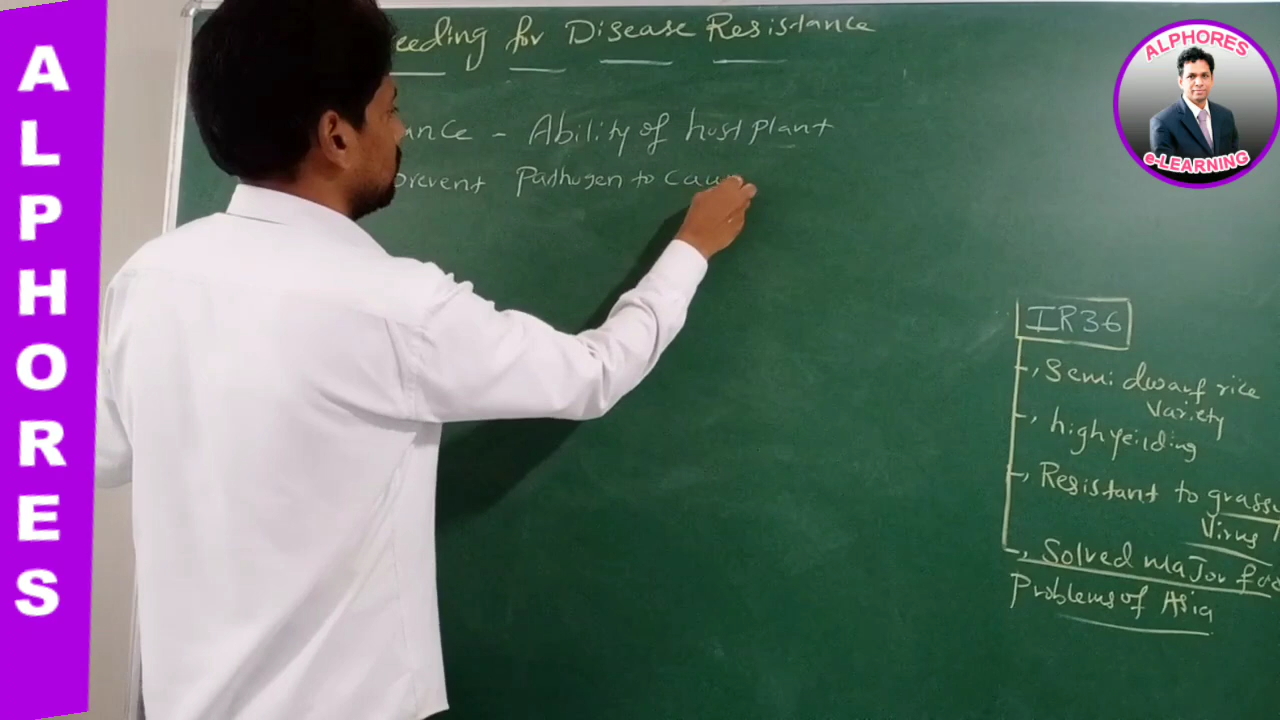 ALPHORES
eeding for Disease Resistance
ance - Ability of host plant
prevent Pathogen to cau
IR36
semi dwarf rice
variety
high yeilding
Resistant to grass
Virus
Solved major fo
Problems of Asia
ALPHORES
e-LEARNING